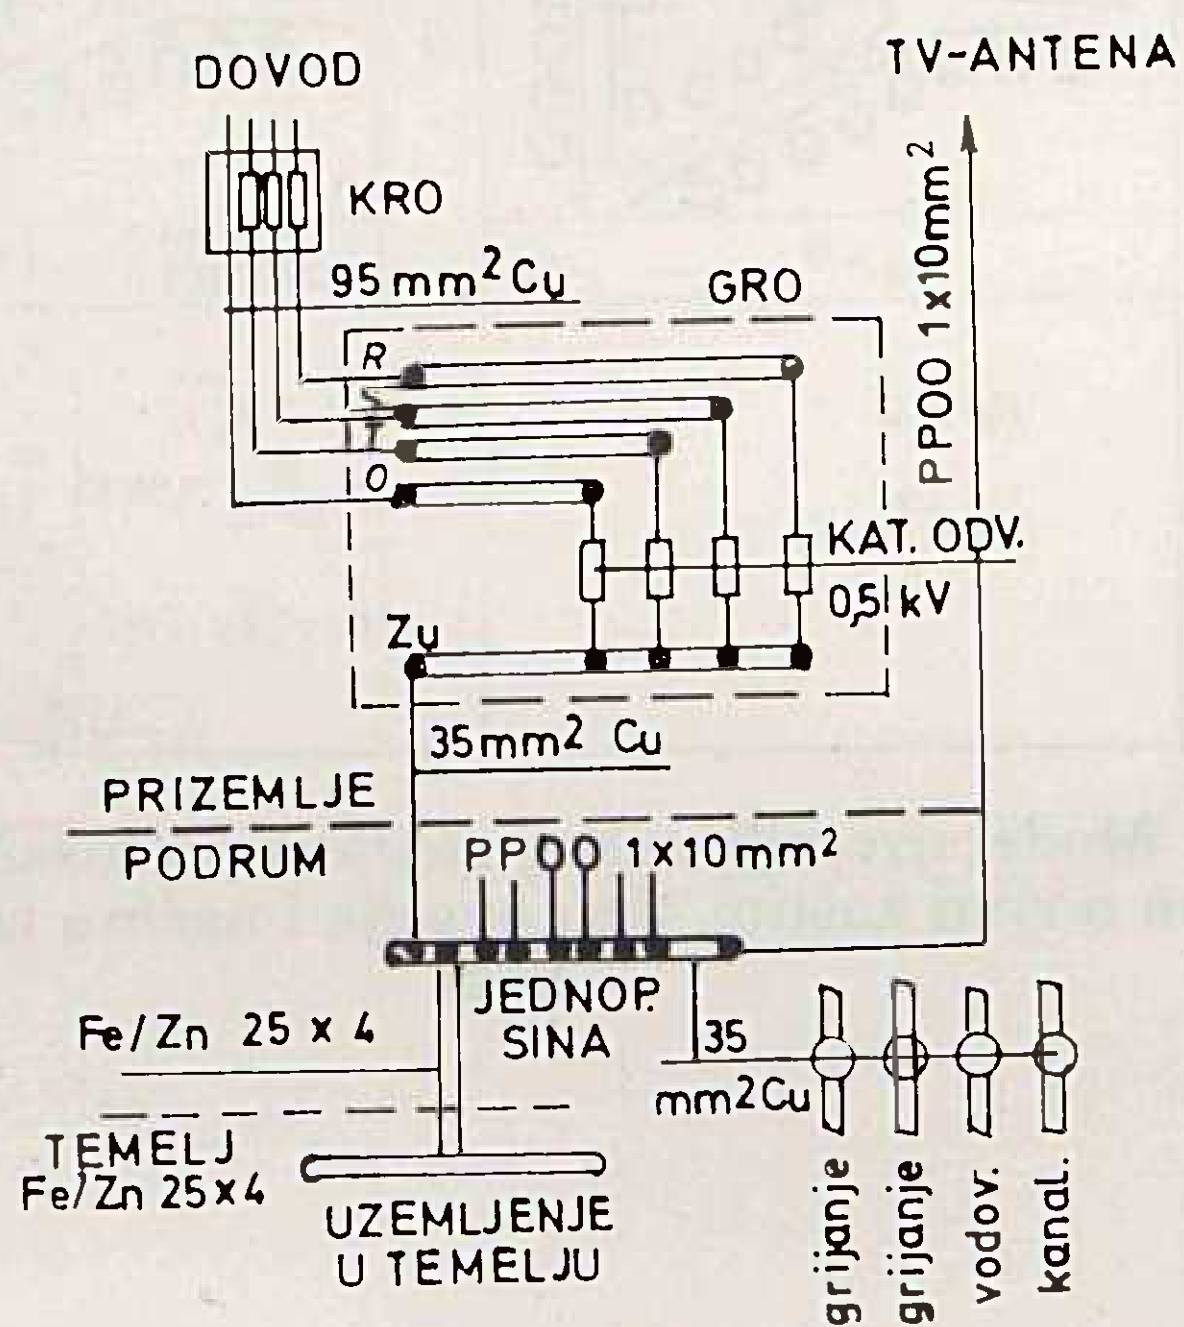 DOVOD
TV-ANTENA
KRO
PPOO 1x10mm²
95 mm² Cu
GRO
R
S
T
O
KAT. ODV.
0,5 kV
Zu
35mm² Cu
PRIZEMLJE
PODRUM
PPOO 1x10mm²
JEDNOP.
SINA
Fe/Zn 25 x 4
35
mm2Cu
TEMELJ
Fe/Zn 25x4
UZEMLJENJE
U TEMELJU
grijanje
grijanje
vodov.
kanal.